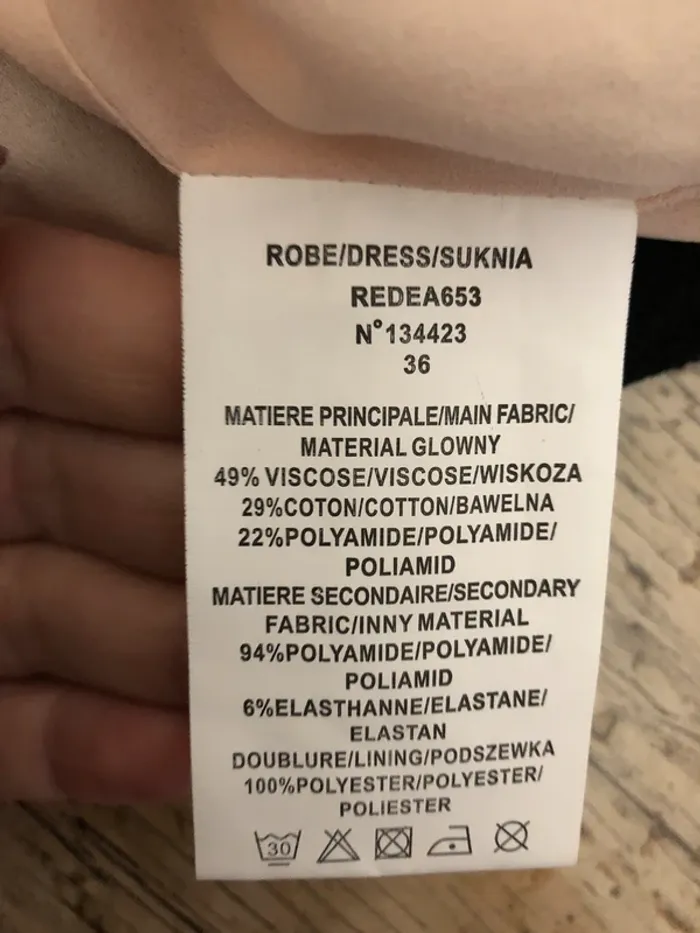 ROBE/DRESS/SUKNIA
REDEA653
N°134423
36
MATIERE PRINCIPALE/MAIN FABRIC/
MATERIAL GLOWNY
49% VISCOSE/VISCOSE/WISKOZA
29%COTON/COTTON/BAWELNA
22%POLYAMIDE/POLYAMIDE/
POLIAMID
MATIERE SECONDAIRE/SECONDARY
FABRIC/INNY MATERIAL
94%POLYAMIDE/POLYAMIDE/
POLIAMID
6%ELASTHANNE/ELASTANE/
ELASTAN
DOUBLURE/LINING/PODSZEWKA
100%POLYESTER/POLYESTER/
POLIESTER
30